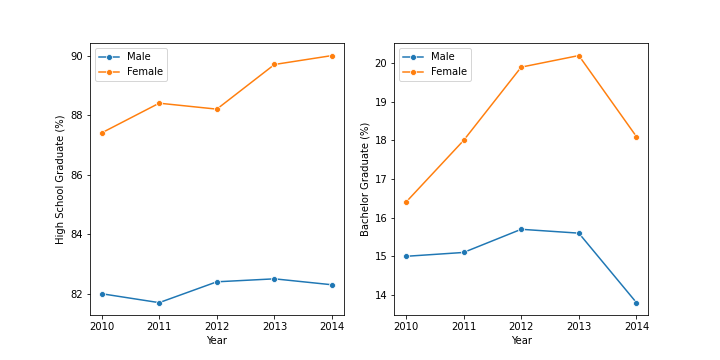 Male
Female
90
88
86
84
82
High School Graduate (%)
2010 2011 2012 2013 2014
Year
Male
Female
20
19
18
17
16
15
14
Bachelor Graduate (%)
2010 2011 2012 2013 2014
Year